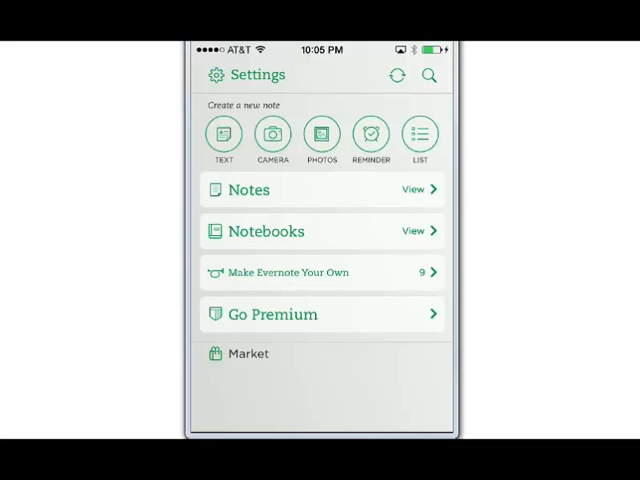 AT&T 10:05 PM
Settings
Create a new note
TEXT CAMERA PHOTOS REMINDER LIST
Notes View
Notebooks View
Make Evernote Your Own 9
Go Premium
Market